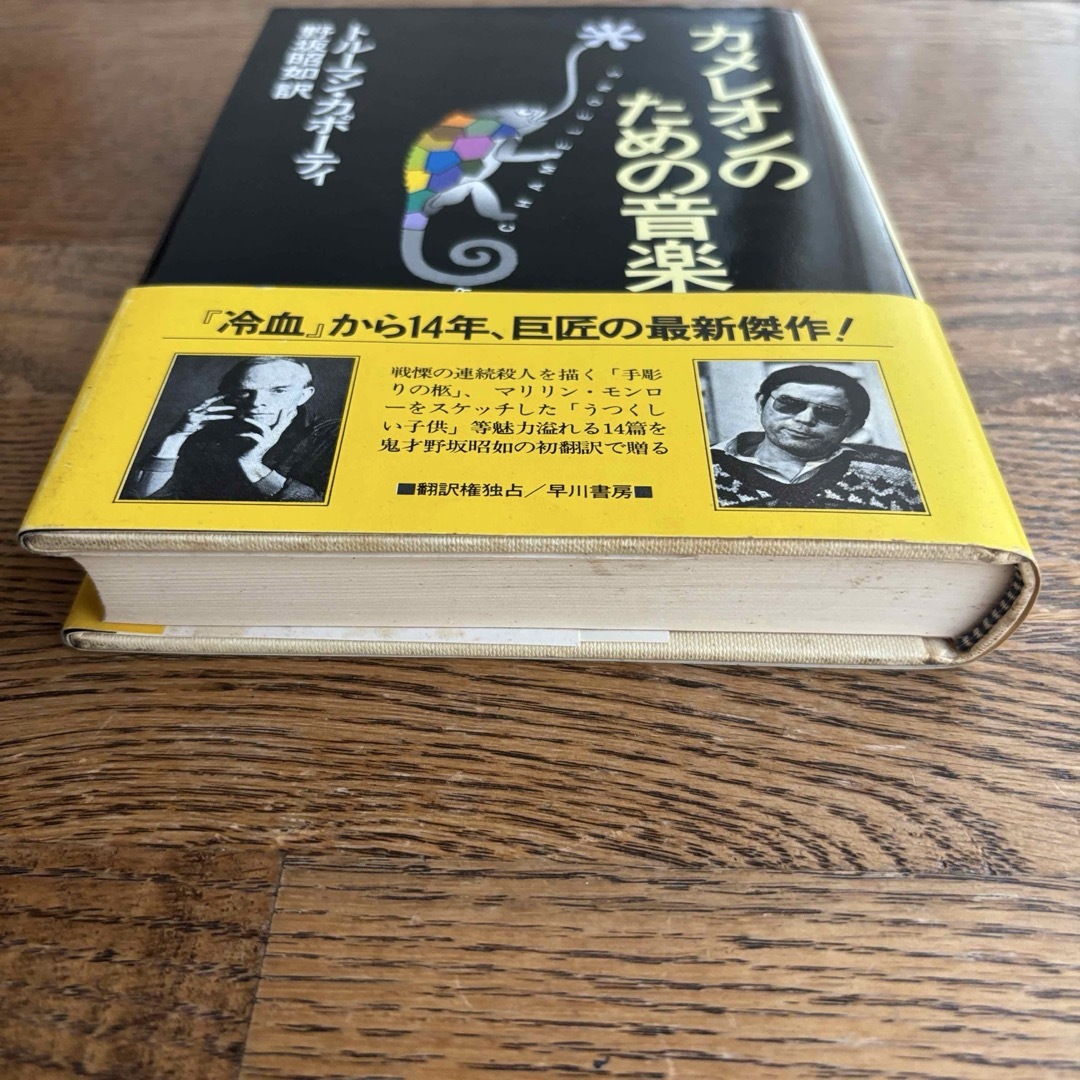 カメレオンの
ための音楽
トルーマン・カポーティ
野坂昭如訳
CHAMELEONS
『冷血』から14年、巨匠の最新傑作!
戦慄の連続殺人を描く「手彫
りの柩」、マリリン・モンロ
ーをスケッチした「うつくし
い子供」等魅力溢れる14篇を
鬼才野坂昭如の初翻訳で贈る
■翻訳権独占/早川書房■